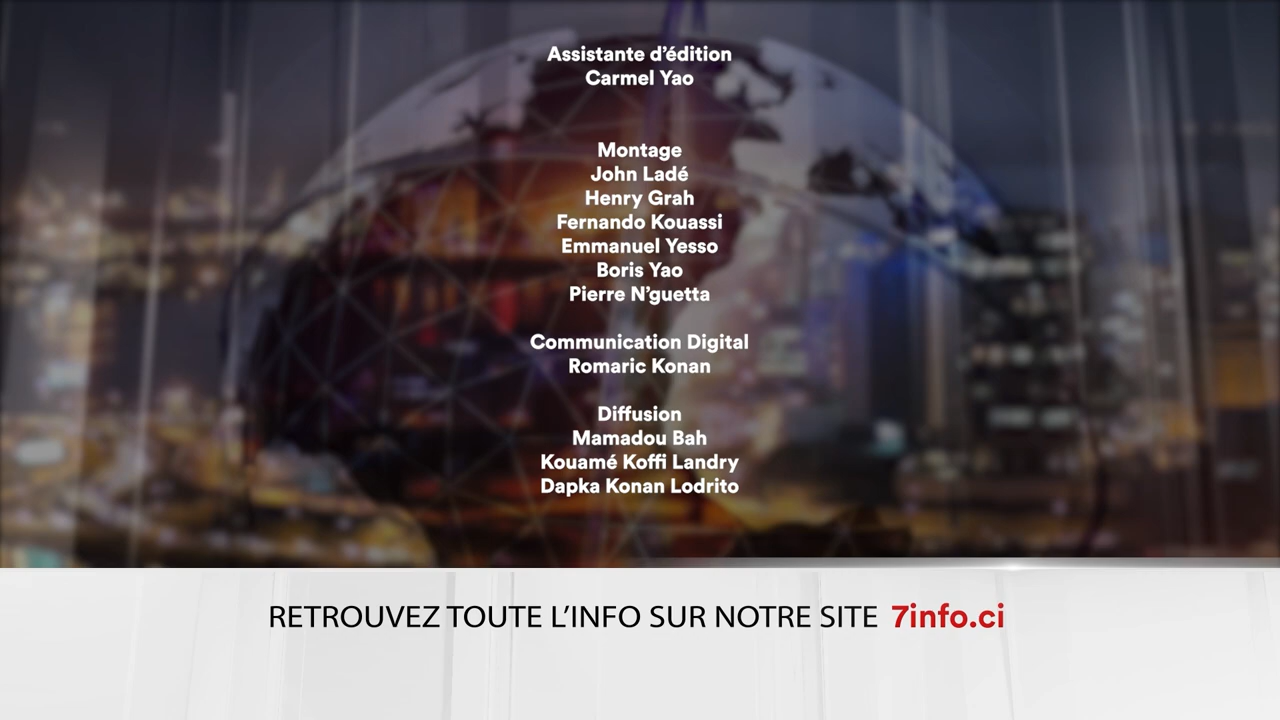 Assistante d’édition
Carmel Yao
Montage
John Ladé
Henry Grah
Fernando Kouassi
Emmanuel Yesso
Boris Yao
Pierre N’guetta
Communication Digital
Romaric Konan
Diffusion
Mamadou Bah
Kouamé Koffi Landry
Dapka Konan Lodrito
RETROUVEZ TOUTE L’INFO SUR NOTRE SITE 7info.ci